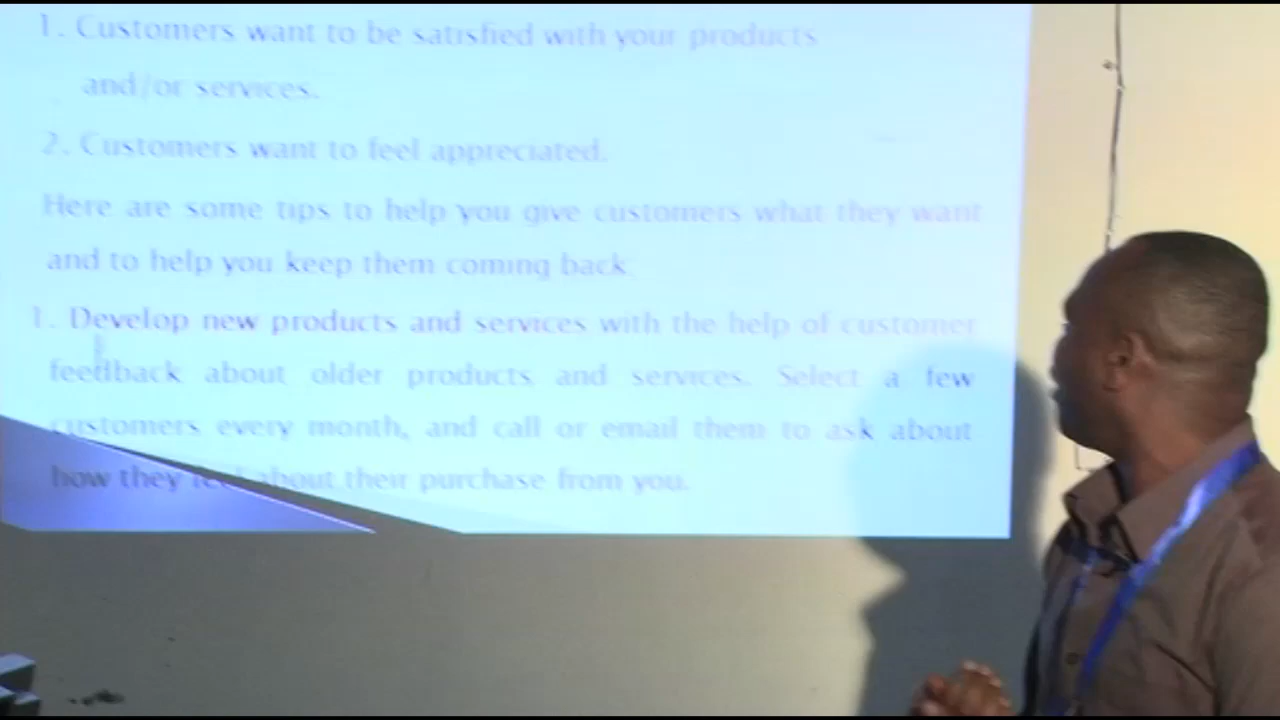 1. Customers want to be satisfied with your products
and/or services.
2. Customers want to feel appreciated.
Here are some tips to help you give customers what they want
and to help you keep them coming back.
1. Develop new products and services with the help of customer
feedback about older products and services. Select a few
customers every month, and call or email them to ask about
how they feel about their purchase from you.